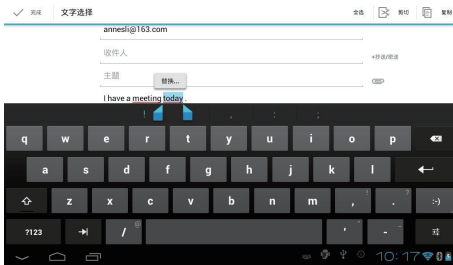 完成 文字选择 全选 剪切 复制
annesli@163.com
收件人 +抄送/密送
主题
替换...
I have a meeting today .
! , : ;
q w e r t y u i o p
a s d f g h j k l
z x c v b n m , ! . ? :-)
?123 / @ ' " - _
10:17